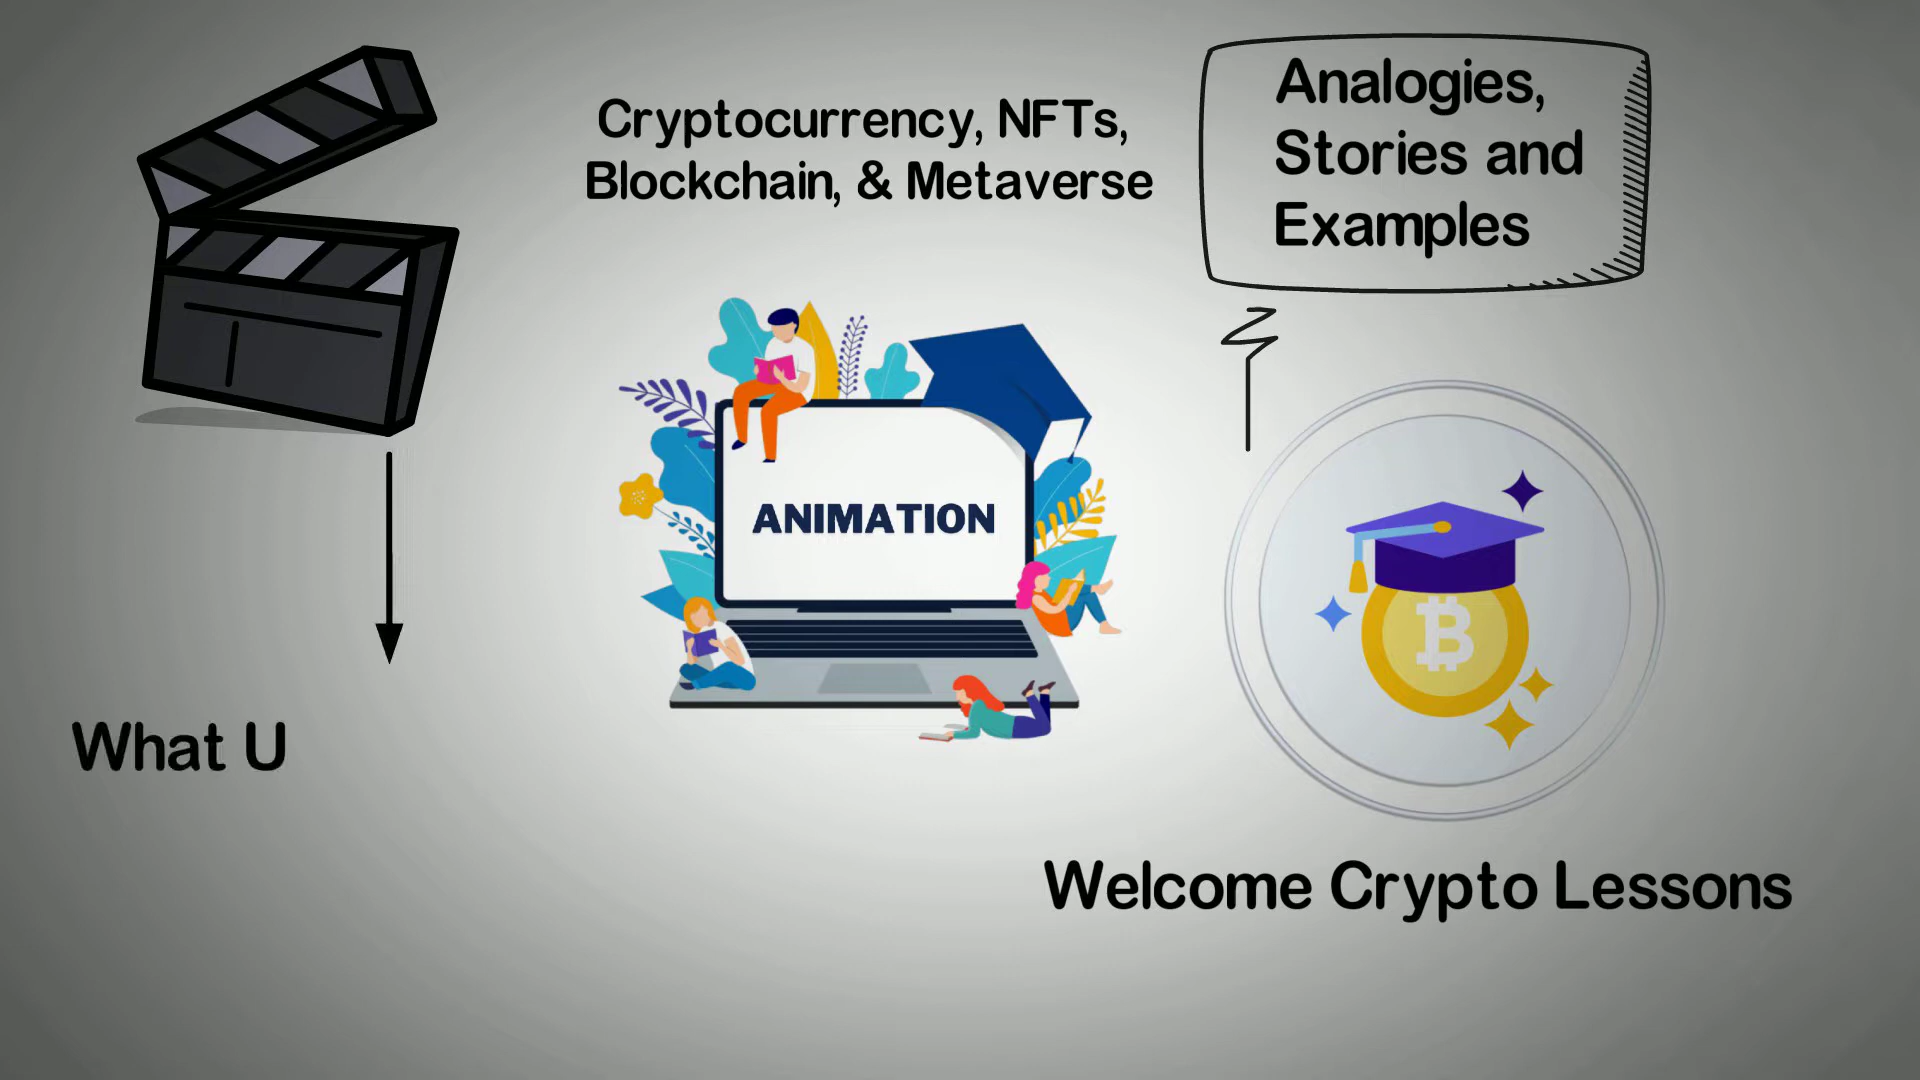 Cryptocurrency, NFTs,
Blockchain, & Metaverse
Analogies,
Stories and
Examples
ANIMATION
What U
Welcome Crypto Lessons